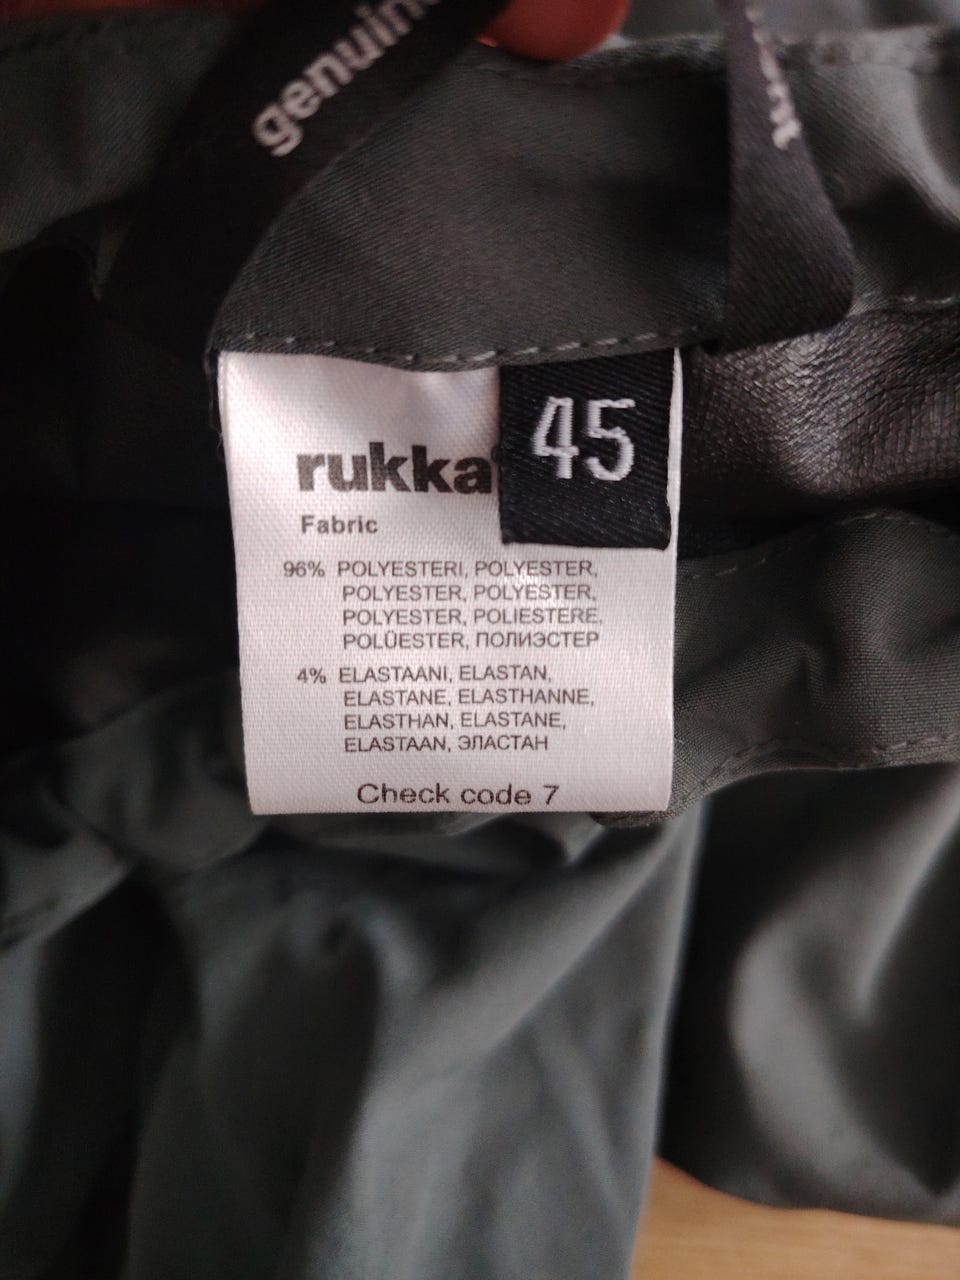 genuin
rukka
45
Fabric
96% POLYESTERI, POLYESTER,
POLYESTER, POLYESTER,
POLYESTER, POLIESTERE,
POLÜESTER, ПОЛИЭСТЕР
4% ELASTAANI, ELASTAN,
ELASTANE, ELASTHANNE,
ELASTHAN, ELASTANE,
ELASTAAN, ЭЛАСТАН
Check code 7